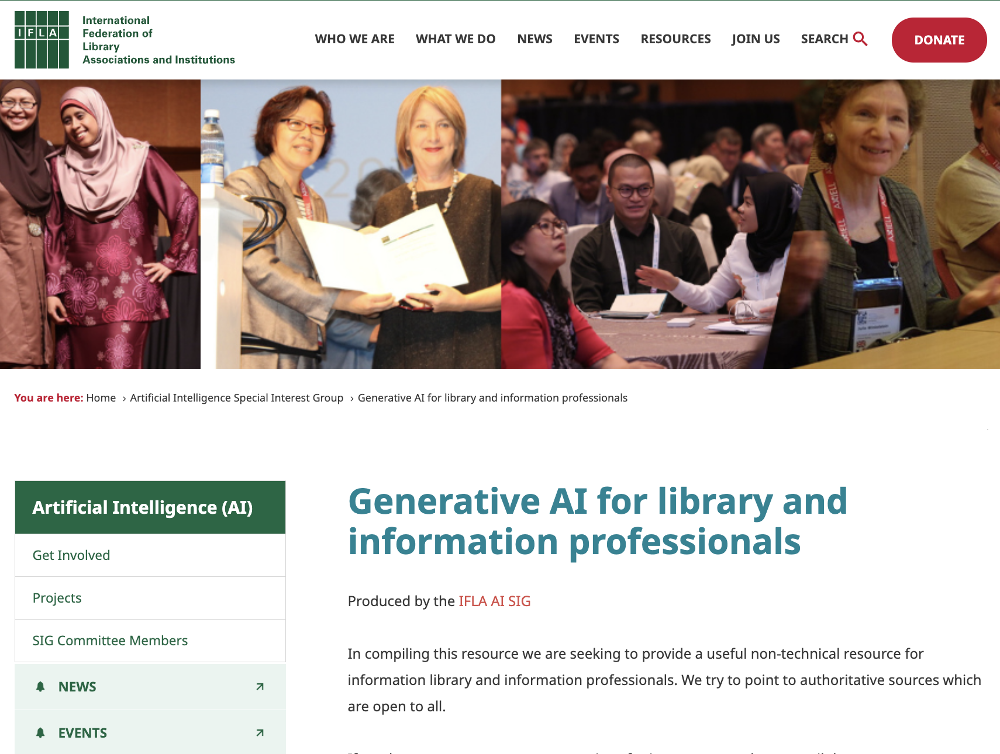 International
Federation of
Library
Associations and Institutions
IFLA
WHO WE ARE
WHAT WE DO
NEWS
EVENTS
RESOURCES
JOIN US
SEARCH
DONATE
AXIELL
AXIELL
AXIELL
You are here: Home › Artificial Intelligence Special Interest Group › Generative AI for library and information professionals
Artificial Intelligence (AI)
Get Involved
Projects
SIG Committee Members
NEWS
EVENTS
Generative AI for library and
information professionals
Produced by the IFLA AI SIG
In compiling this resource we are seeking to provide a useful non-technical resource for
information library and information professionals. We try to point to authoritative sources which
are open to all.